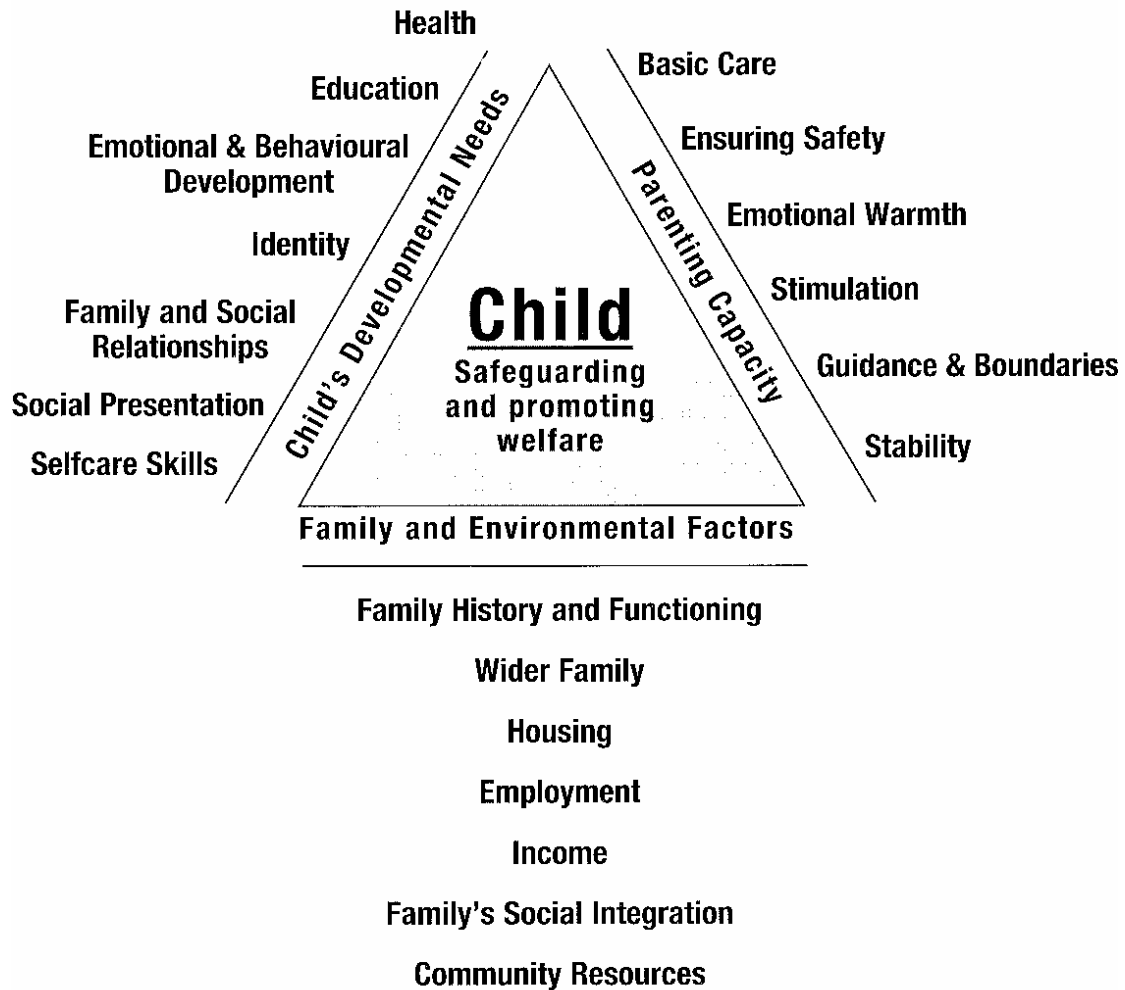 Health
Education
Emotional & Behavioural
Development
Identity
Family and Social
Relationships
Social Presentation
Selfcare Skills
Child's Developmental Needs
Basic Care
Ensuring Safety
Emotional Warmth
Stimulation
Guidance & Boundaries
Stability
Parenting Capacity
Child
Safeguarding
and promoting
welfare
Family and Environmental Factors
Family History and Functioning
Wider Family
Housing
Employment
Income
Family's Social Integration
Community Resources